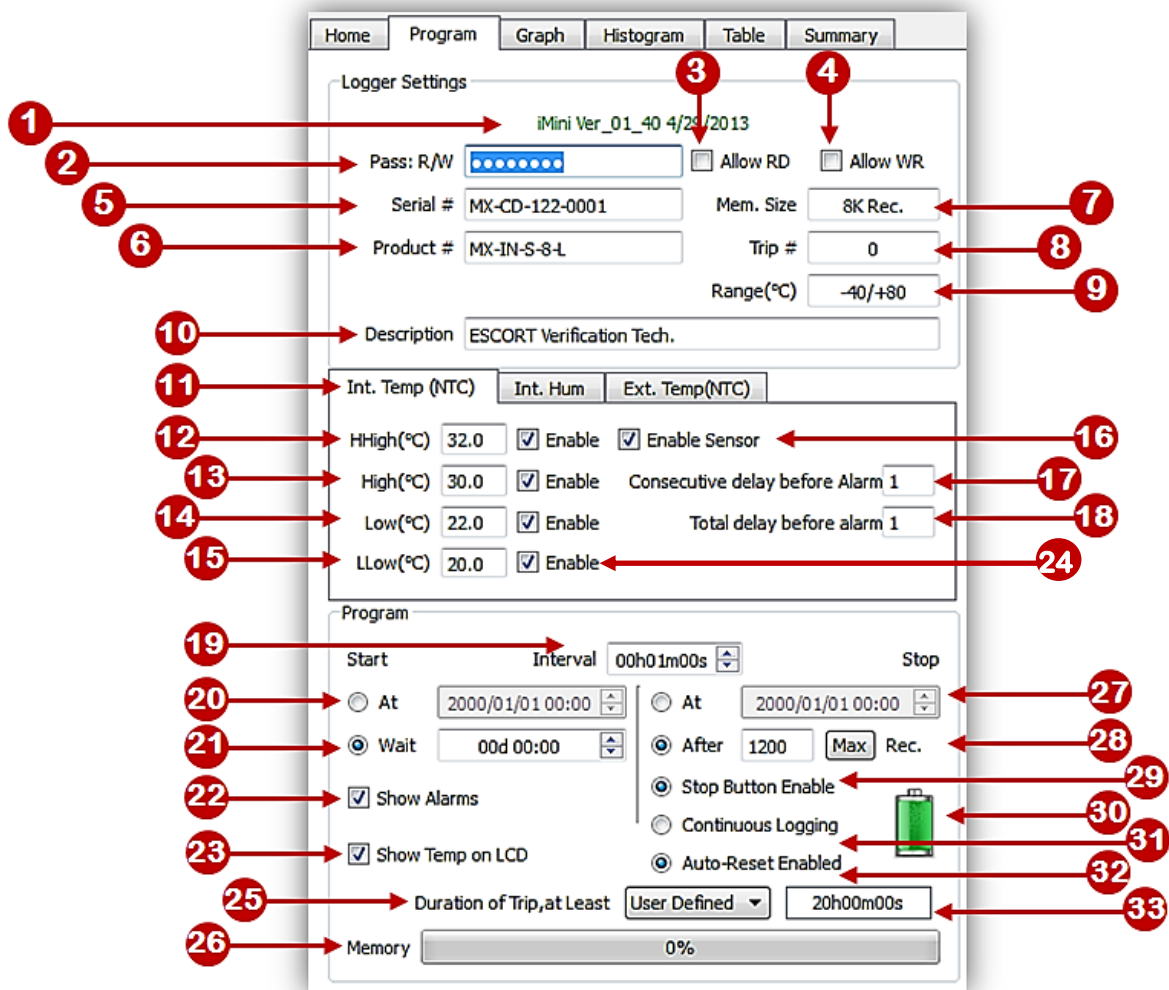 Home Program Graph Histogram Table Summary
Logger Settings
3 4
1 iMini Ver_01_40 4/29/2013
2 Pass: R/W ●●●●●●●● Allow RD Allow WR
5 Serial # MX-CD-122-0001 Mem. Size 8K Rec. 7
6 Product # MX-IN-S-8-L Trip # 0 8
Range(°C) -40/+80 9
10 Description ESCORT Verification Tech.
11 Int. Temp (NTC) Int. Hum Ext. Temp(NTC)
12 HHigh(°C) 32.0 Enable Enable Sensor 16
13 High(°C) 30.0 Enable Consecutive delay before Alarm 1 17
14 Low(°C) 22.0 Enable Total delay before alarm 1 18
15 LLow(°C) 20.0 Enable 24
Program
19 Start Interval 00h01m00s Stop
20 At 2000/01/01 00:00 At 2000/01/01 00:00 27
21 Wait 00d 00:00 After 1200 Max Rec. 28
22 Show Alarms Stop Button Enable 29
30
Continuous Logging 31
23 Show Temp on LCD Auto-Reset Enabled 32
25 Duration of Trip,at Least User Defined 20h00m00s 33
26 Memory 0%